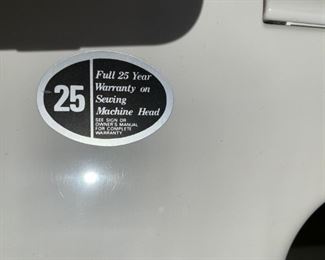 25
Full 25 Year
Warranty on
Sewing
Machine Head
SEE SIGN OR
OWNER'S MANUAL
FOR COMPLETE
WARRANTY